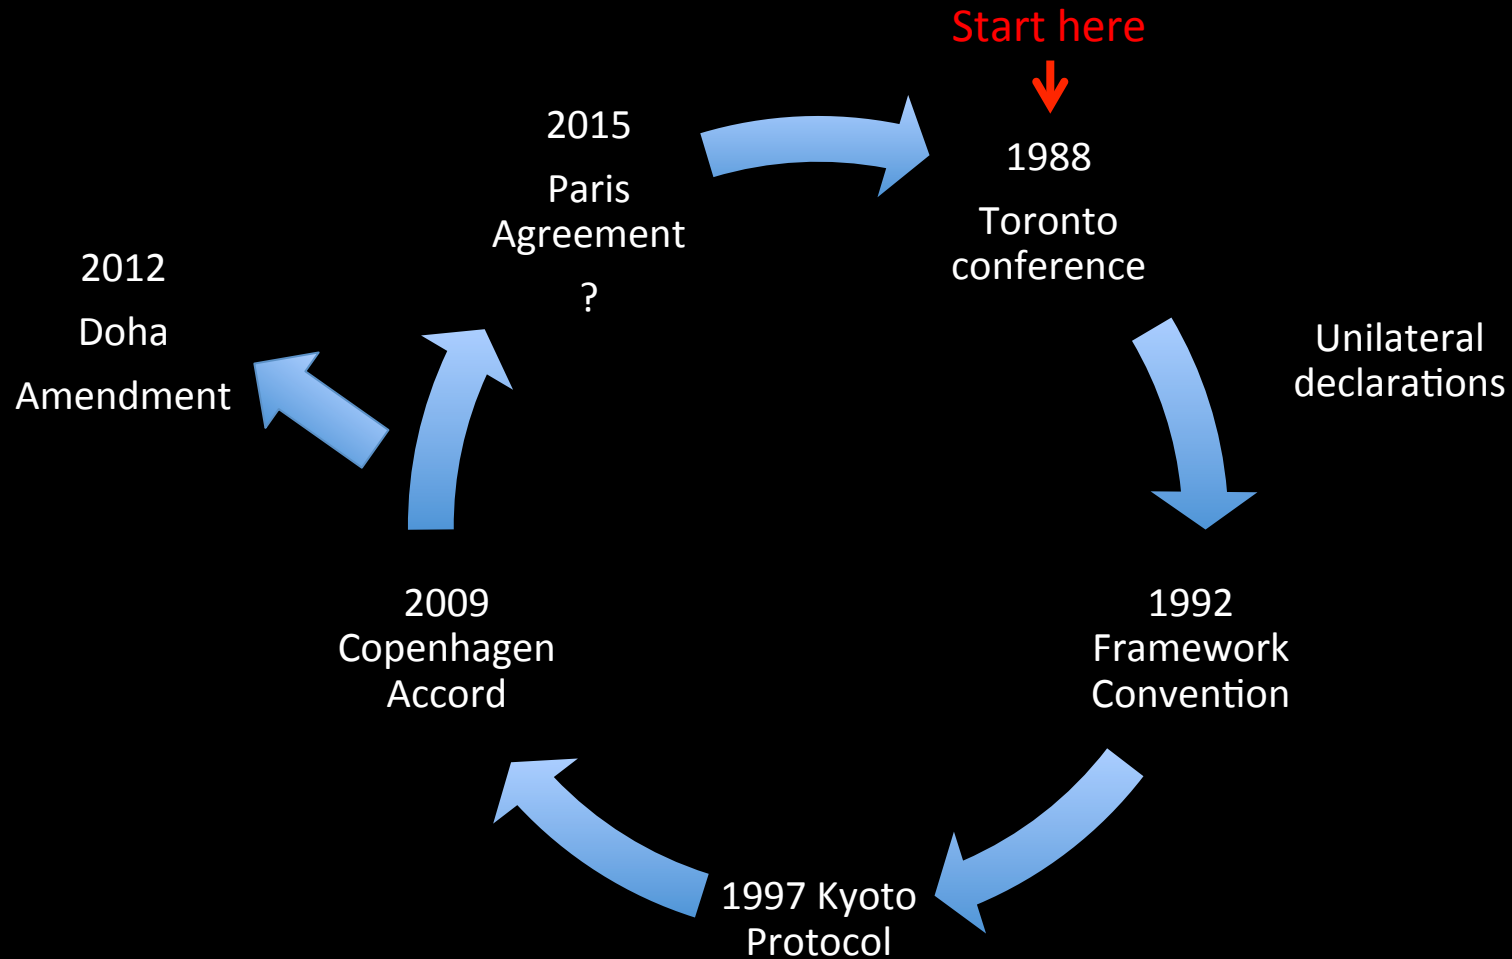 Start here
1988
Toronto
conference
Unilateral
declarations
1992
Framework
Convention
1997 Kyoto
Protocol
2009
Copenhagen
Accord
2012
Doha
Amendment
2015
Paris
Agreement
?